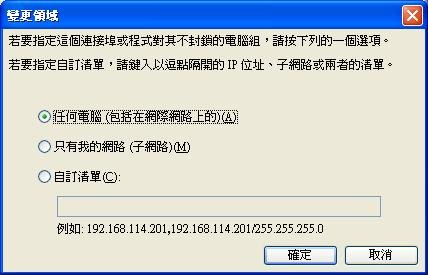 變更領域
若要指定這個連接埠或程式對其不封鎖的電腦組，請按下列的一個選項。
若要指定自訂清單，請鍵入以逗點隔開的 IP 位址、子網路或兩者的清單。
任何電腦 (包括在網際網路上的)(A)
只有我的網路 (子網路)(M)
自訂清單(C):
例如: 192.168.114.201,192.168.114.201/255.255.255.0
確定
取消